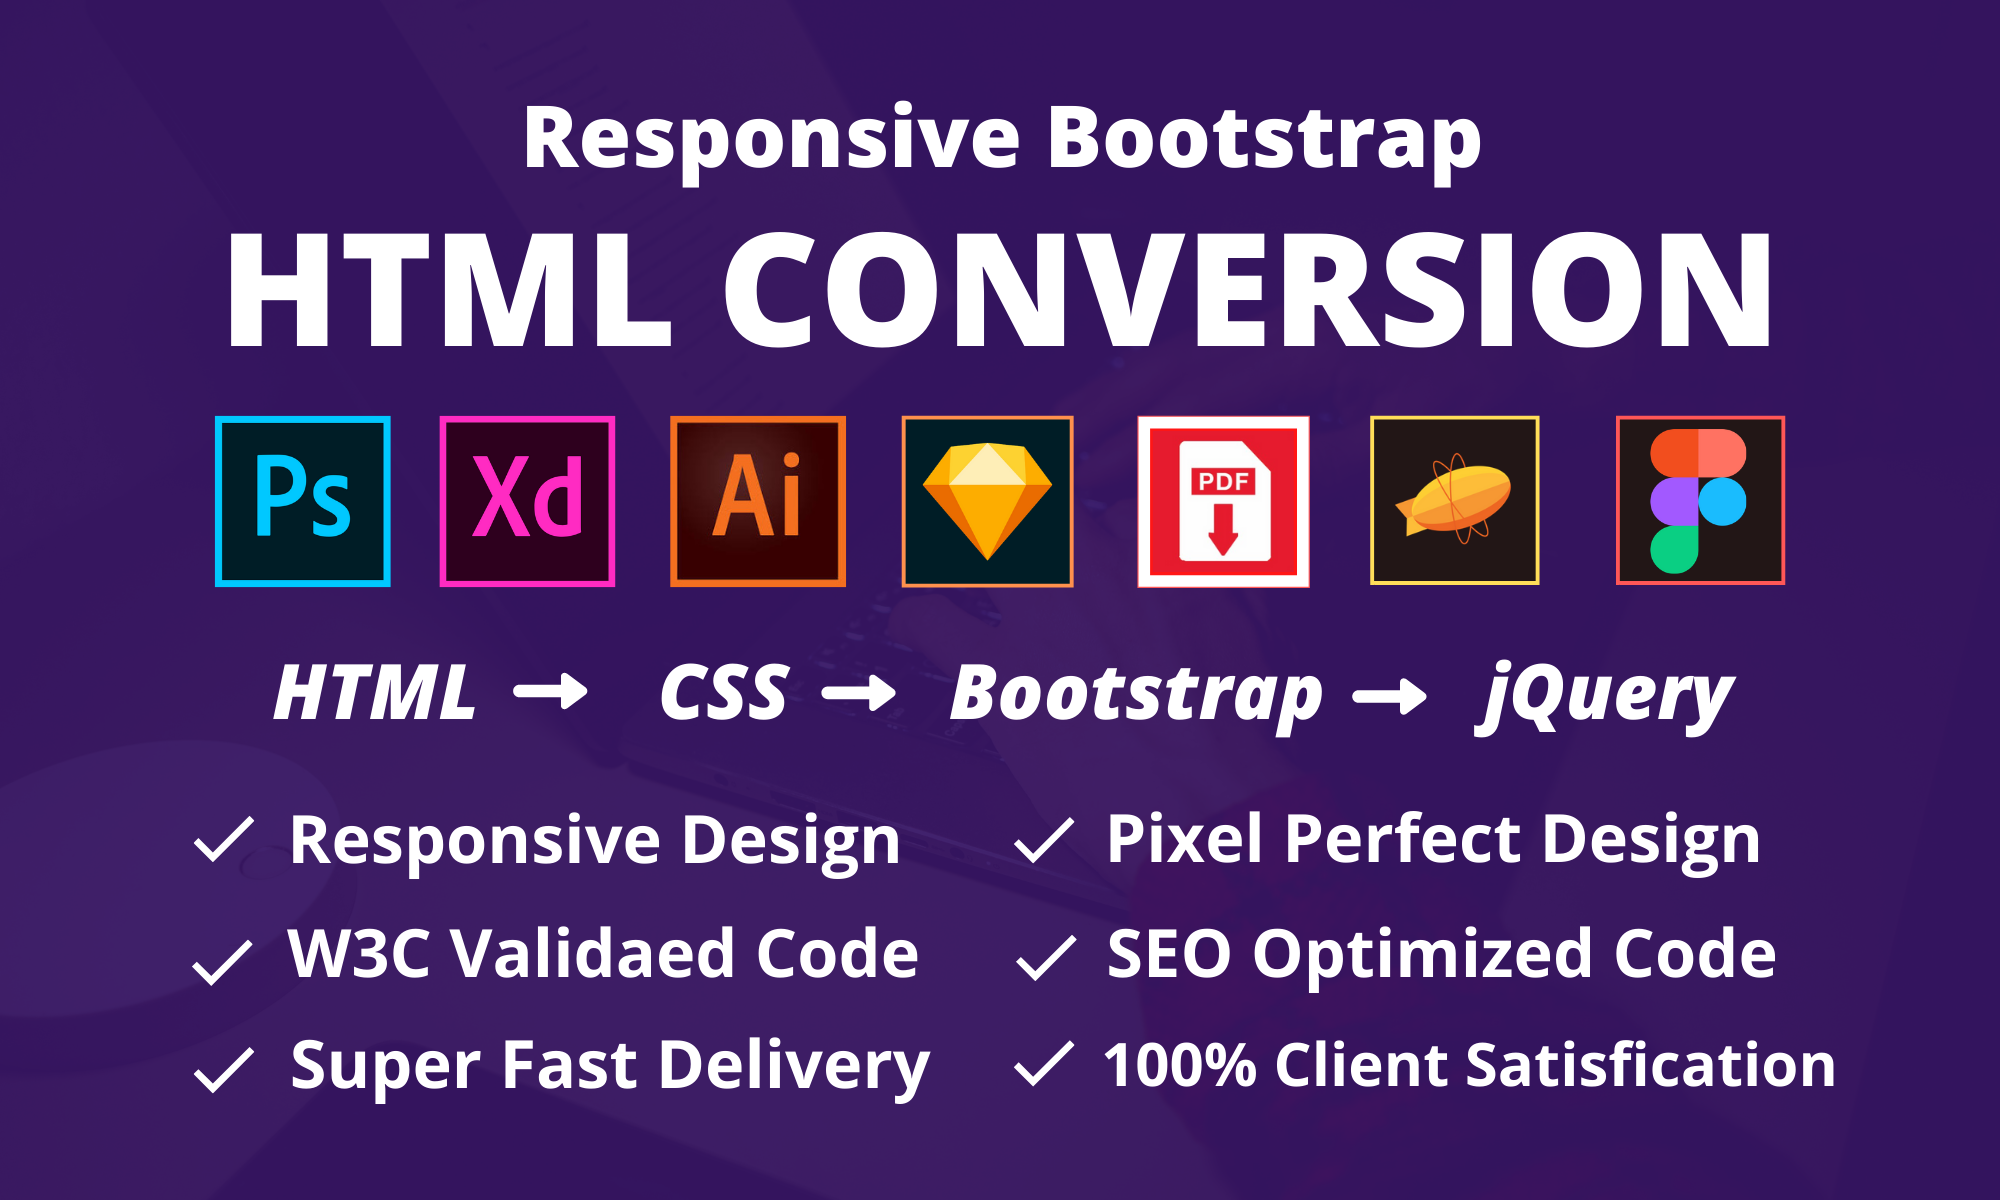 Responsive Bootstrap
HTML CONVERSION
Ps Xd Ai PDF
HTML CSS Bootstrap jQuery
Responsive Design
Pixel Perfect Design
W3C Validaed Code
SEO Optimized Code
Super Fast Delivery
100% Client Satisfication